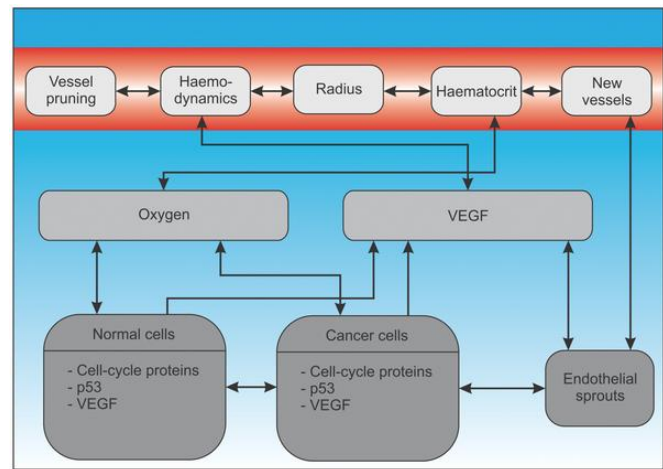 Vessel
pruning
Haemo-
dynamics
Radius
Haematocrit
New
vessels
Oxygen
VEGF
Normal cells
- Cell-cycle proteins
- p53
- VEGF
Cancer cells
- Cell-cycle proteins
- p53
- VEGF
Endothelial
sprouts